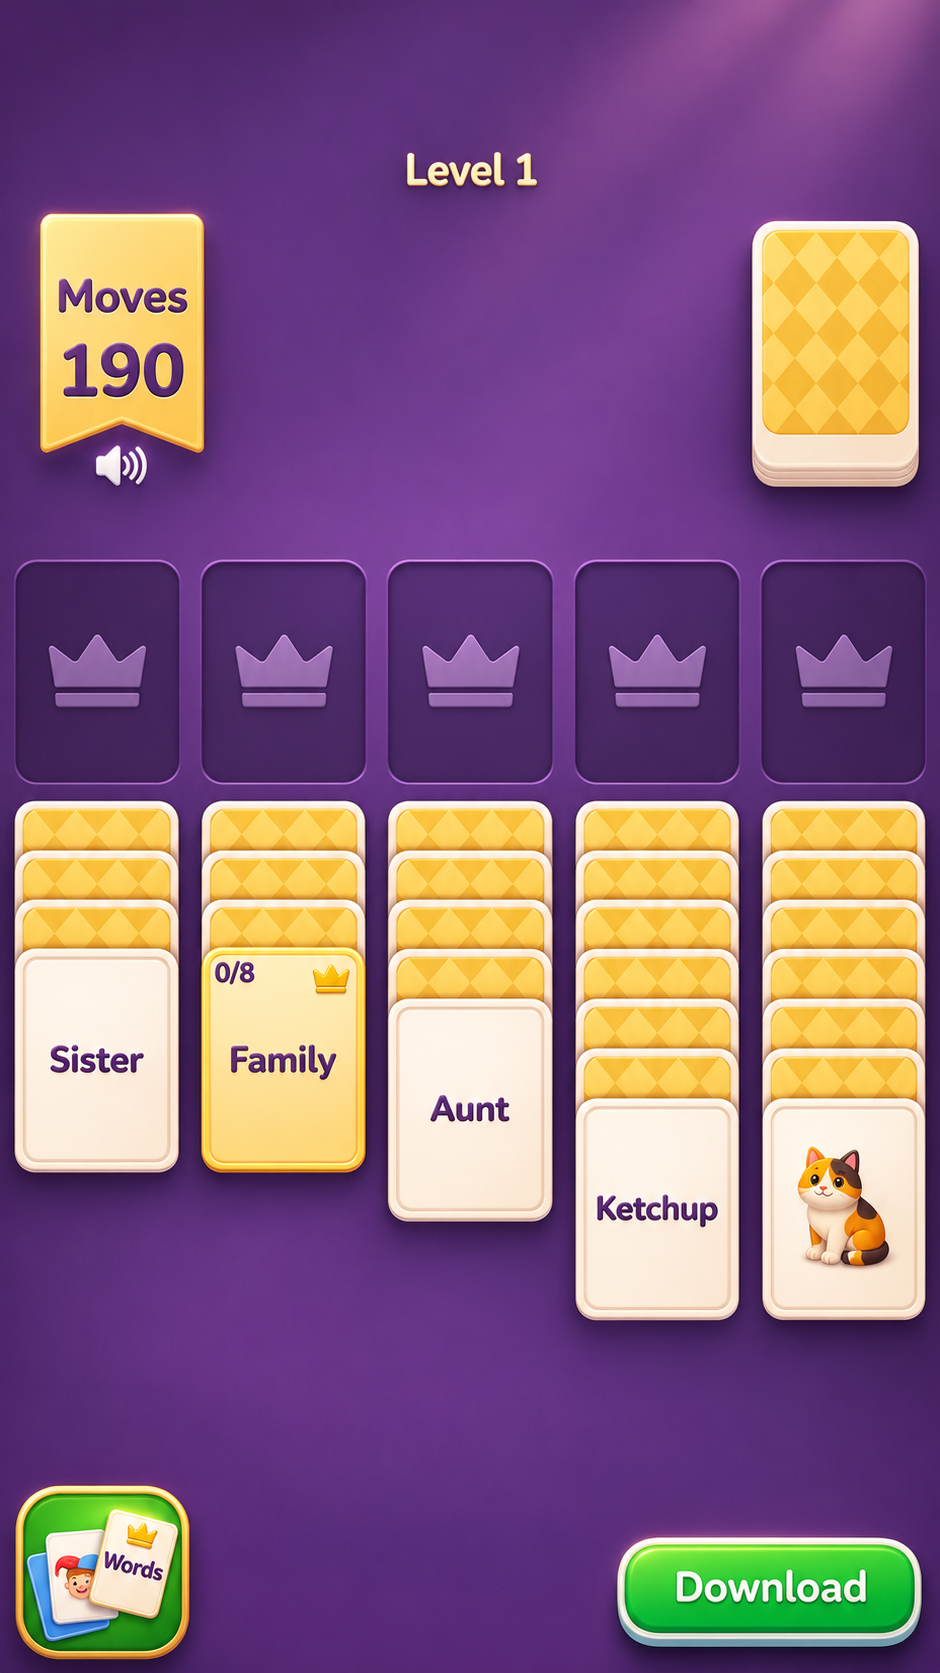 Level 1
Moves
190
0/8
Sister
Family
Aunt
Ketchup
Words
Download